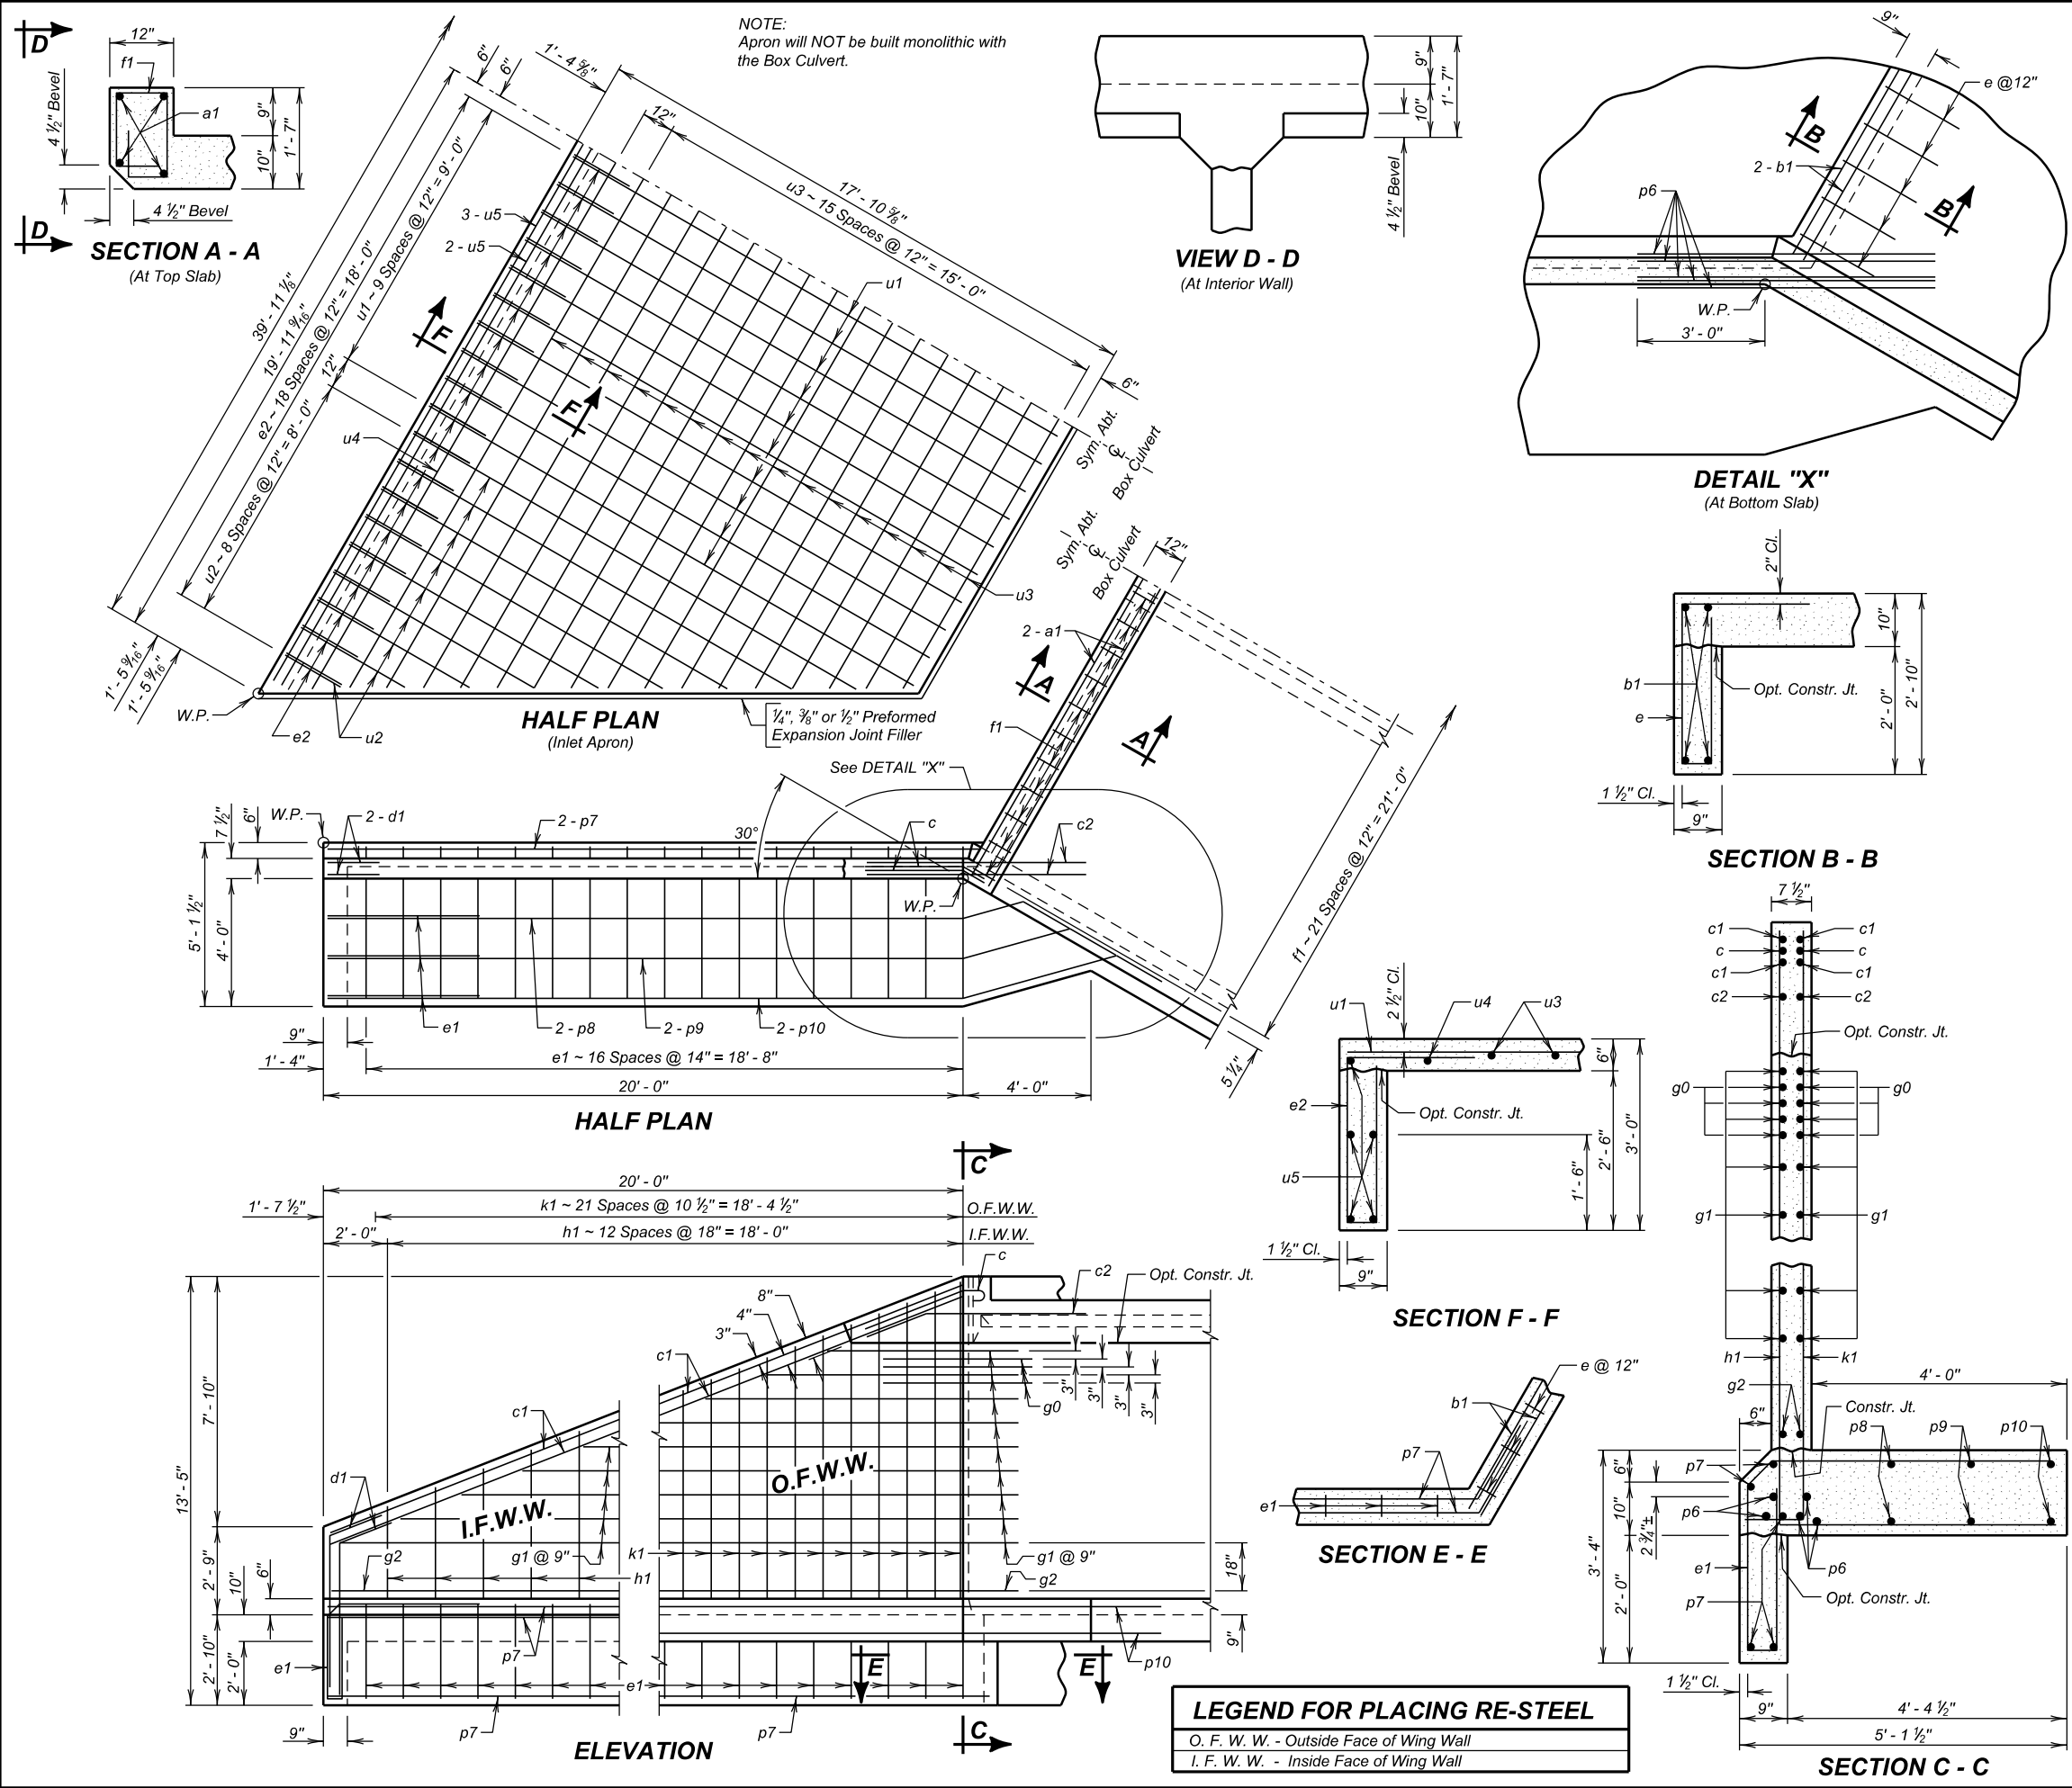 D
12"
f1
a1
4 ½" Bevel
9"
10"
1' - 7"
D
4 ½" Bevel
SECTION A - A
(At Top Slab)
NOTE:
Apron will NOT be built monolithic with
the Box Culvert.
39' - 11 ⅛"
19' - 11 9/16"
e2 ~ 18 Spaces @ 12" = 18' - 0"
u1 ~ 9 Spaces @ 12" = 9' - 0"
12"
u2 ~ 8 Spaces @ 12" = 8' - 0"
6"
6"
1' - 4 ⅝"
12"
17' - 10 ⅝"
u3 ~ 15 Spaces @ 12" = 15' - 0"
6"
3 - u5
2 - u5
u1
F
F
u4
u3
Sym. Abt.
℄
Box Culvert
1' - 5 9/16"
1' - 5 9/16"
W.P.
e2
u2
HALF PLAN
(Inlet Apron)
¼", ⅜" or ½" Preformed
Expansion Joint Filler
9"
10"
1' - 7"
4 ½" Bevel
VIEW D - D
(At Interior Wall)
9"
e @12"
B
B
2 - b1
p6
W.P.
3' - 0"
DETAIL "X"
(At Bottom Slab)
Sym. Abt.
℄
Box Culvert
12"
2 - a1
A
A
f1
f1 ~ 21 Spaces @ 12" = 21' - 0"
5 ¼"
See DETAIL "X"
W.P.
7 ½"
6"
2 - d1
2 - p7
30°
c
c2
W.P.
5' - 1 ½"
4' - 0"
e1
2 - p8
2 - p9
2 - p10
9"
1' - 4"
e1 ~ 16 Spaces @ 14" = 18' - 8"
20' - 0"
4' - 0"
HALF PLAN
2" Cl.
10"
2' - 0"
2' - 10"
b1
e
Opt. Constr. Jt.
1 ½" Cl.
9"
SECTION B - B
C
20' - 0"
1' - 7 ½"
k1 ~ 21 Spaces @ 10 ½" = 18' - 4 ½"
O.F.W.W.
2' - 0"
h1 ~ 12 Spaces @ 18" = 18' - 0"
I.F.W.W.
c
c2
Opt. Constr. Jt.
8"
4"
3"
c1
3"
3"
3"
3"
g0
c1
O.F.W.W.
d1
I.F.W.W.
13' - 5"
7' - 10"
2' - 9"
2' - 10"
10"
2' - 0"
6"
g2
g1 @ 9"
k1
h1
g1 @ 9"
g2
18"
9"
p7
e1
e1
p10
E
E
9"
p7
p7
C
ELEVATION
u1
2 ½" Cl.
u4
u3
6"
e2
Opt. Constr. Jt.
u5
1' - 6"
2' - 6"
3' - 0"
1 ½" Cl.
9"
SECTION F - F
e @ 12"
b1
p7
e1
SECTION E - E
LEGEND FOR PLACING RE-STEEL
O. F. W. W. - Outside Face of Wing Wall
I. F. W. W. - Inside Face of Wing Wall
7 ½"
c1
c1
c
c
c1
c1
c2
c2
Opt. Constr. Jt.
g0
g0
g1
g1
h1
k1
g2
4' - 0"
6"
Constr. Jt.
p8
p9
p10
p7
p6
6"
10"
2 ¾"±
3' - 4"
2' - 0"
e1
p6
Opt. Constr. Jt.
p7
1 ½" Cl.
9"
4' - 4 ½"
5' - 1 ½"
SECTION C - C